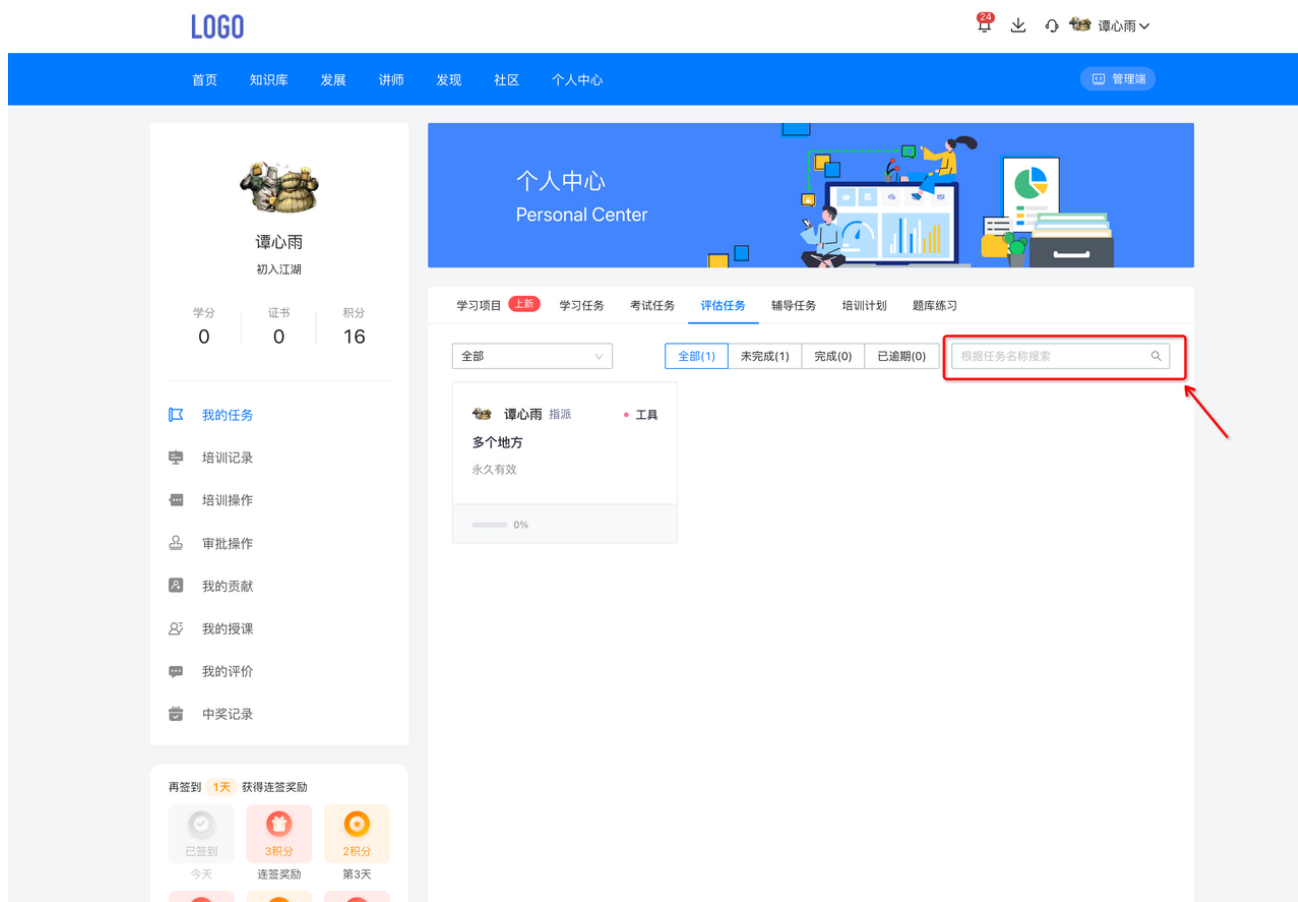 LOGO
24
谭心雨
首页 知识库 发展 讲师 发现 社区 个人中心
管理端
谭心雨
初入江湖
学分 证书 积分
0 0 16
我的任务
培训记录
培训操作
审批操作
我的贡献
我的授课
我的评价
中奖记录
再签到 1天 获得连签奖励
已签到 3积分 2积分
今天 连签奖励 第3天
个人中心
Personal Center
学习项目 上新 学习任务 考试任务 评估任务 辅导任务 培训计划 题库练习
全部 全部(1) 未完成(1) 完成(0) 已逾期(0) 根据任务名称搜索
谭心雨 指派 工具
多个地方
永久有效
0%